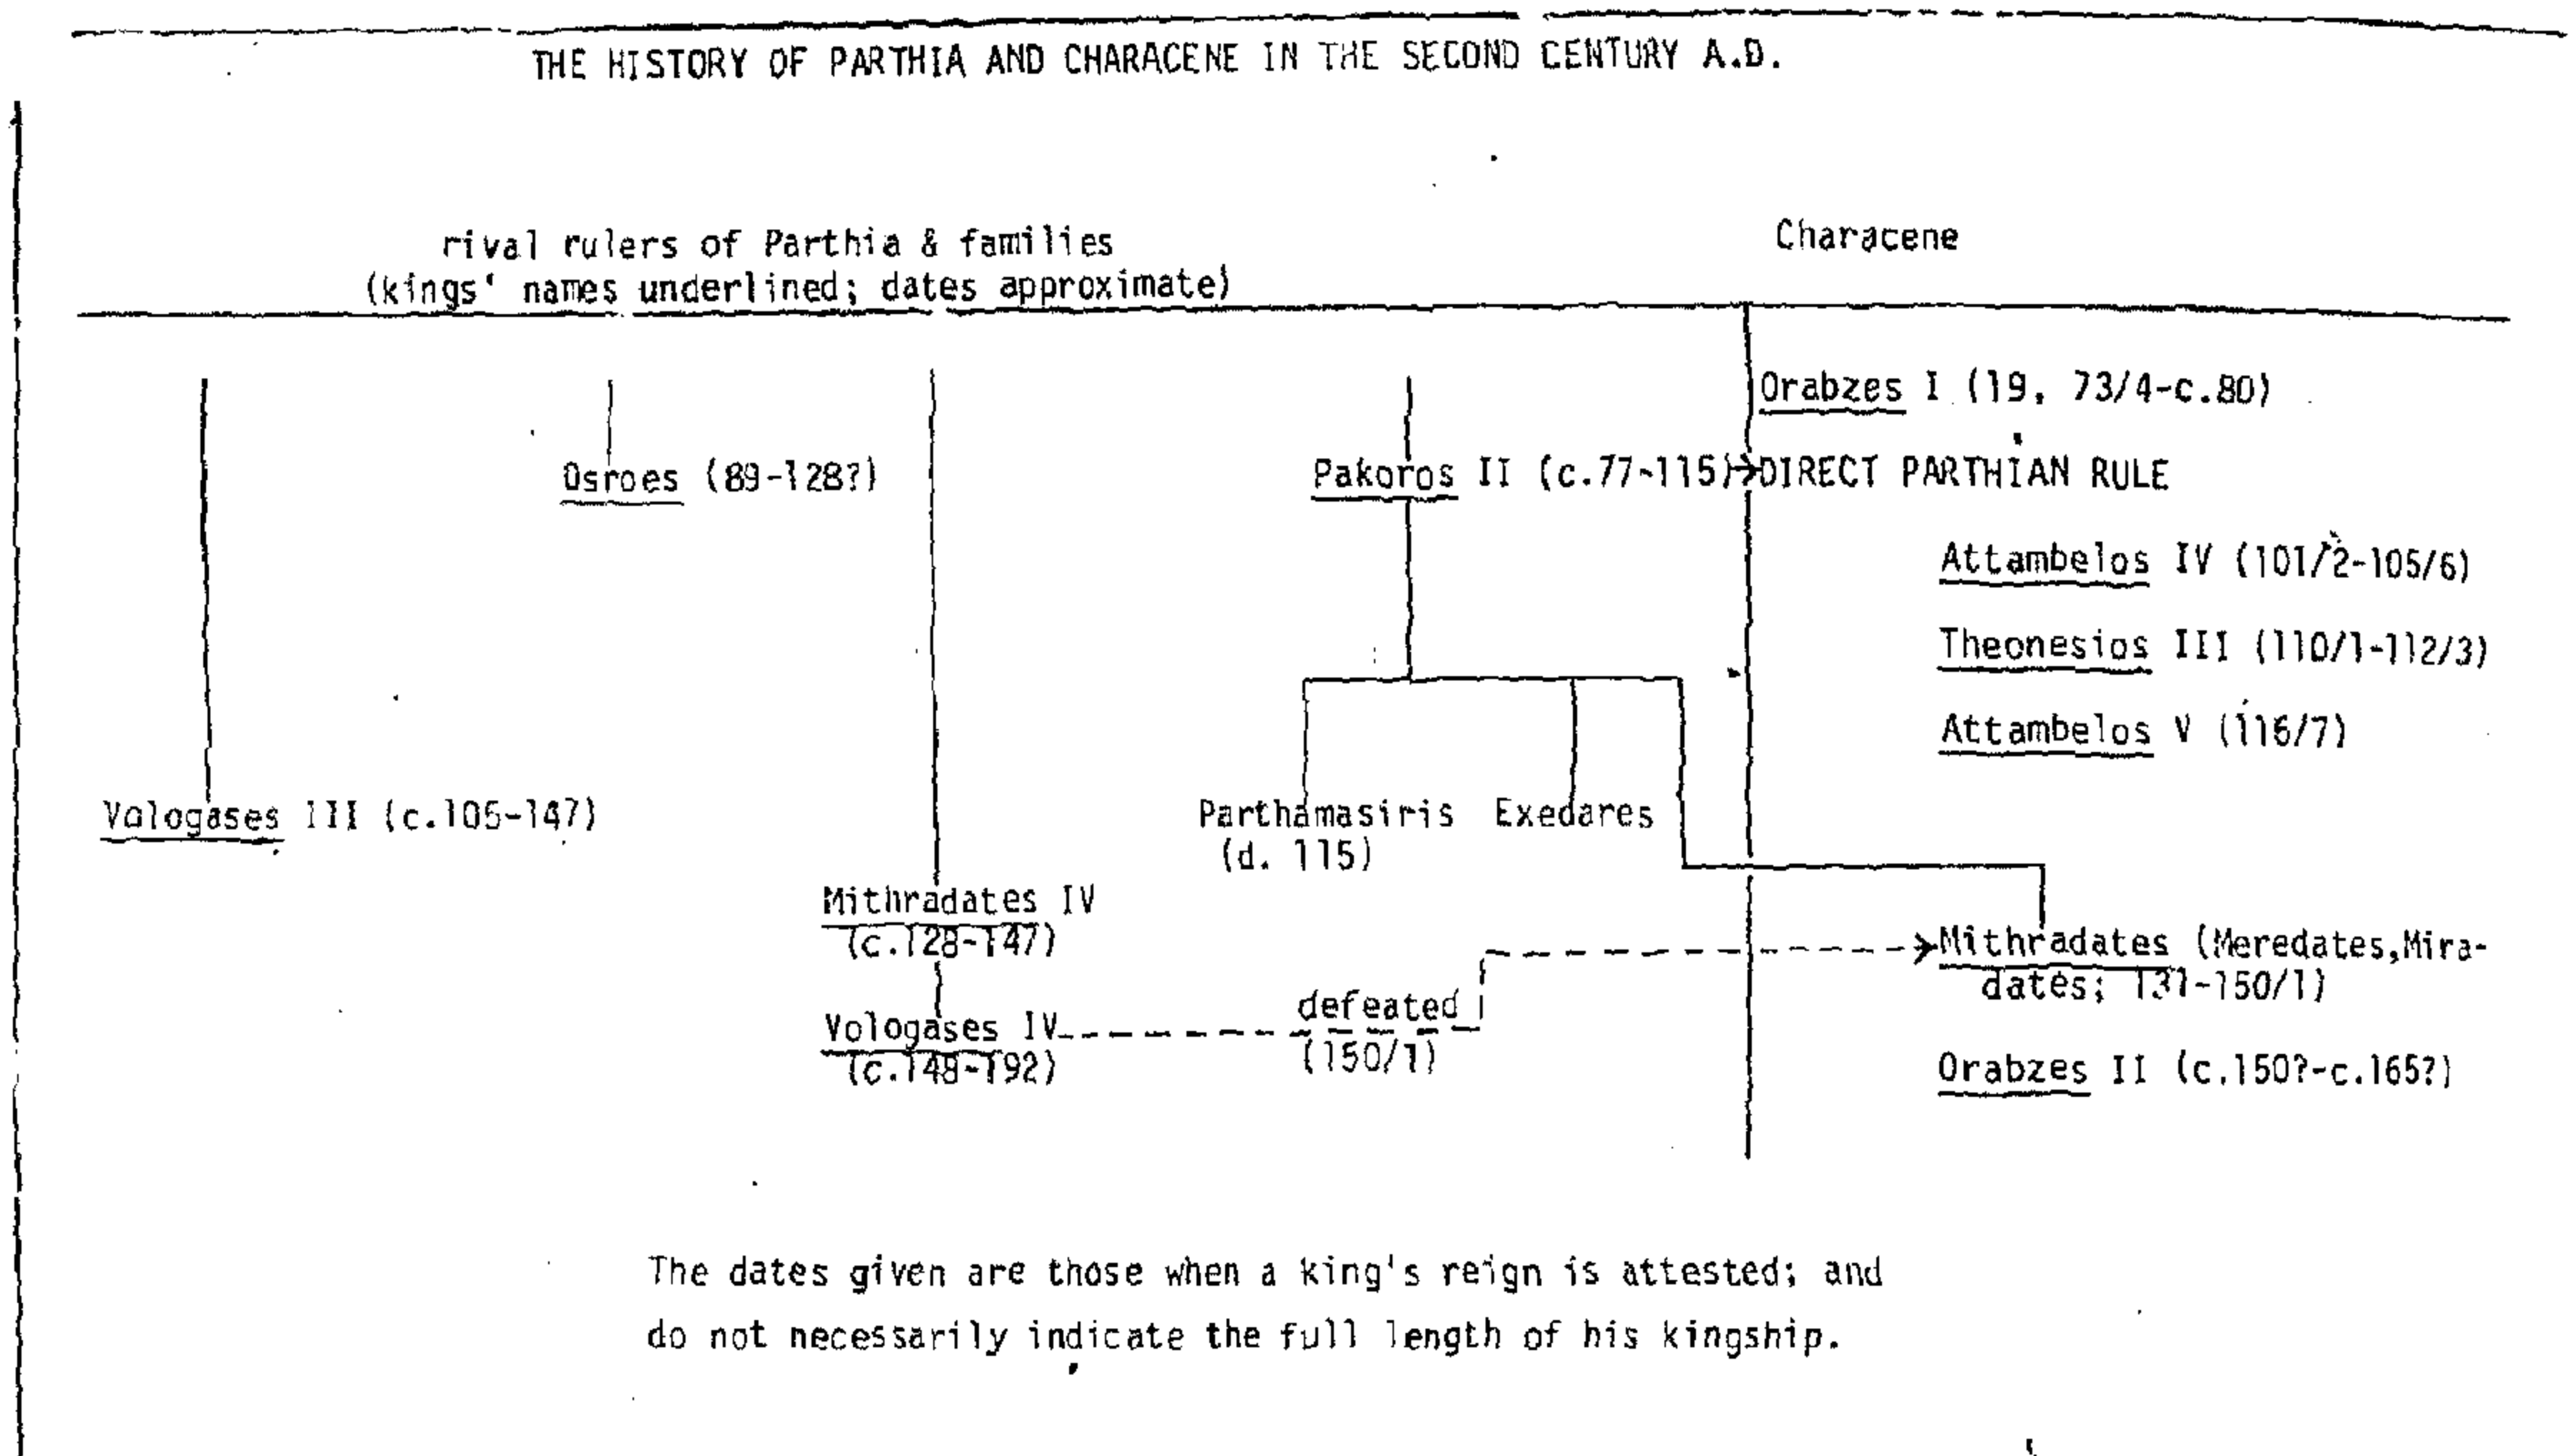 THE HISTORY OF PARTHIA AND CHARACENE IN THE SECOND CENTURY A.D.
rival rulers of Parthia & families
(kings' names underlined; dates approximate)
Characene
Orabzes I (19, 73/4-c.80)
Osroes (89-128?)
Pakoros II (c.77-115)
DIRECT PARTHIAN RULE
Attambelos IV (101/2-105/6)
Theonesios III (110/1-112/3)
Attambelos V (116/7)
Vologases III (c.105-147)
Parthamasiris
(d. 115)
Exedares
Mithradates IV
(c.128-147)
Mithradates (Meredates,Mira-
dates; 131-150/1)
Vologases IV
(c.148-192)
defeated
(150/1)
Orabzes II (c.150?-c.165?)
The dates given are those when a king's reign is attested; and
do not necessarily indicate the full length of his kingship.